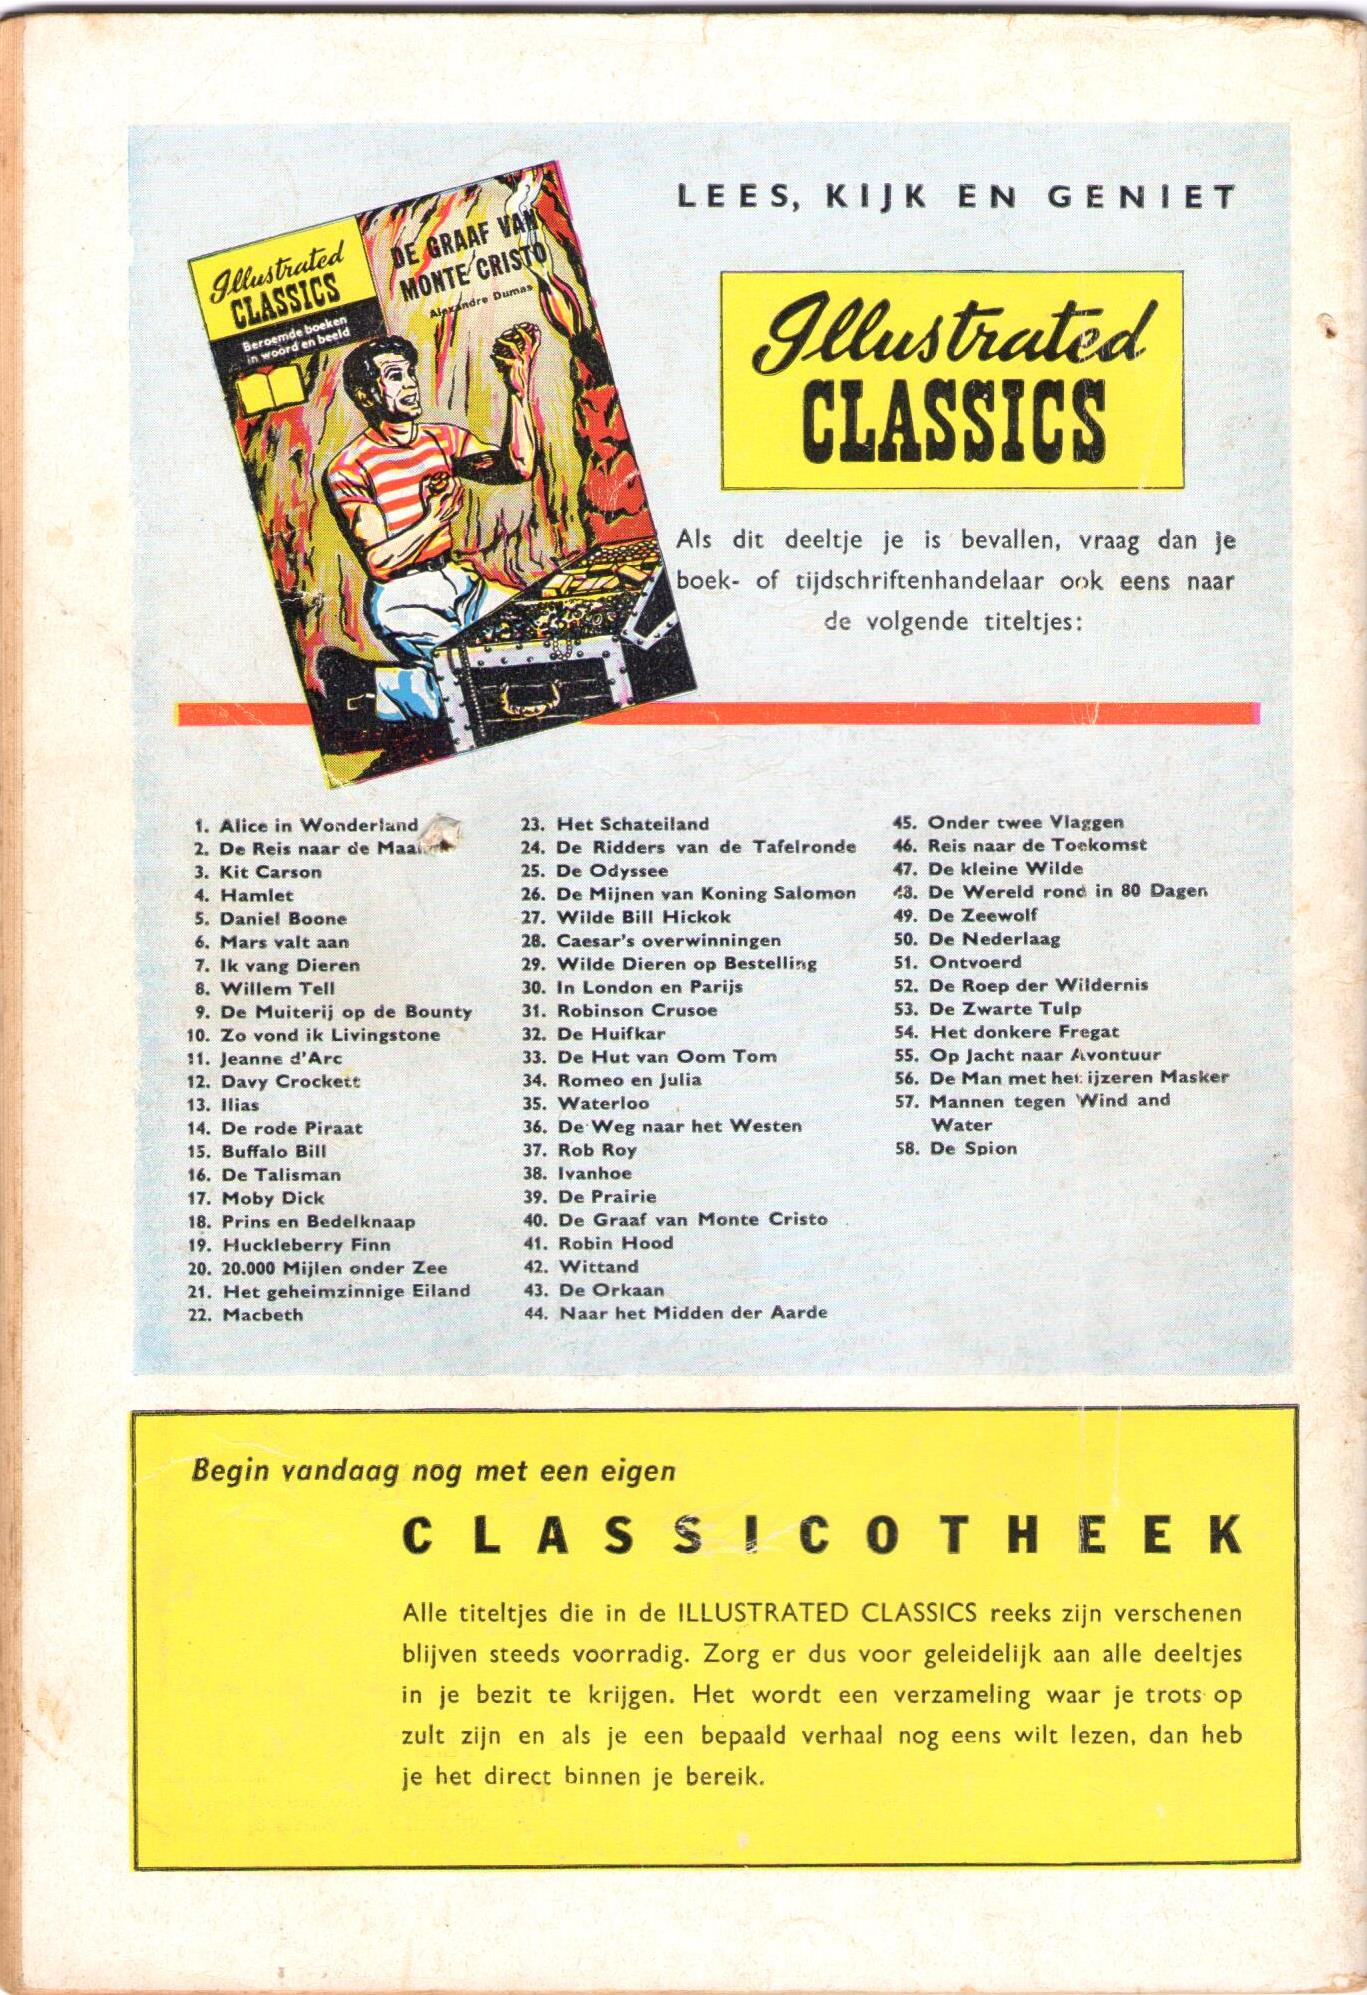 LEES, KIJK EN GENIET
Illustrated
CLASSICS
Beroemde boeken
in woord en beeld
DE GRAAF VAN
MONTE CRISTO
Alexandre Dumas
Illustrated
CLASSICS
Als dit deeltje je is bevallen, vraag dan je
boek- of tijdschriftenhandelaar ook eens naar
de volgende titeltjes:
1. Alice in Wonderland
2. De Reis naar de
3. Kit Carson
4. Hamlet
5. Daniel Boone
6. Mars valt aan
7. Ik vang Dieren
8. Willem Tell
9. De Muiterij op de Bounty
10. Zo vond ik Livingstone
11. Jeanne d'Arc
12. Davy Crockett
13. Ilias
14. De rode Piraat
15. Buffalo Bill
16. De Talisman
17. Moby Dick
18. Prins en Bedelknaap
19. Huckleberry Finn
20. 20.000 Mijlen onder Zee
21. Het geheimzinnige Eiland
22. Macbeth
23. Het Schateiland
24. De Ridders van de Tafelronde
25. De Odyssee
26. De Mijnen van Koning Salomon
27. Wilde Bill Hickok
28. Caesar's overwinningen
29. Wilde Dieren op Bestelling
30. In London en Parijs
31. Robinson Crusoe
32. De Huifkar
33. De Hut van Oom Tom
34. Romeo en Julia
35. Waterloo
36. De Weg naar het Westen
37. Rob Roy
38. Ivanhoe
39. De Prairie
40. De Graaf van Monte Cristo
41. Robin Hood
42. Wittand
43. De Orkaan
44. Naar het Midden der Aarde
45. Onder twee Vlaggen
46. Reis naar de Toekomst
47. De kleine Wilde
48. De Wereld rond in 80 Dagen
49. De Zeewolf
50. De Nederlaag
51. Ontvoerd
52. De Roep der Wildernis
53. De Zwarte Tulp
54. Het donkere Fregat
55. Op Jacht naar Avontuur
56. De Man met het ijzeren Masker
57. Mannen tegen Wind and
Water
58. De Spion
Begin vandaag nog met een eigen
CLASSICOTHEEK
Alle titeltjes die in de ILLUSTRATED CLASSICS reeks zijn verschenen
blijven steeds voorradig. Zorg er dus voor geleidelijk aan alle deeltjes
in je bezit te krijgen. Het wordt een verzameling waar je trots op
zult zijn en als je een bepaald verhaal nog eens wilt lezen, dan heb
je het direct binnen je bereik.